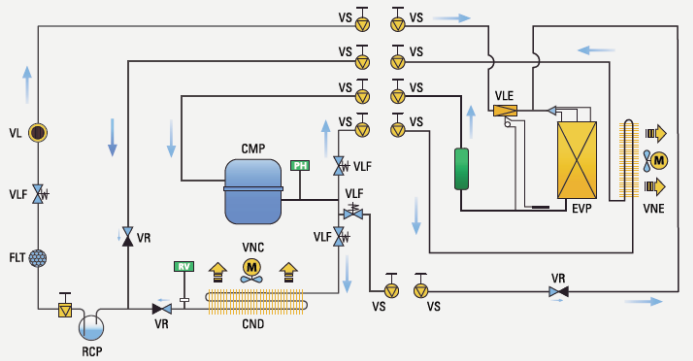 VS VS
VS VS
VS VS
VLE
VS VS
VL
CMP
PH
VLF
VLF
VLF
EVP
VNE
M
VR
VLF
FLT
VNC
RV
M
VR
VS VS
VR
CND
RCP